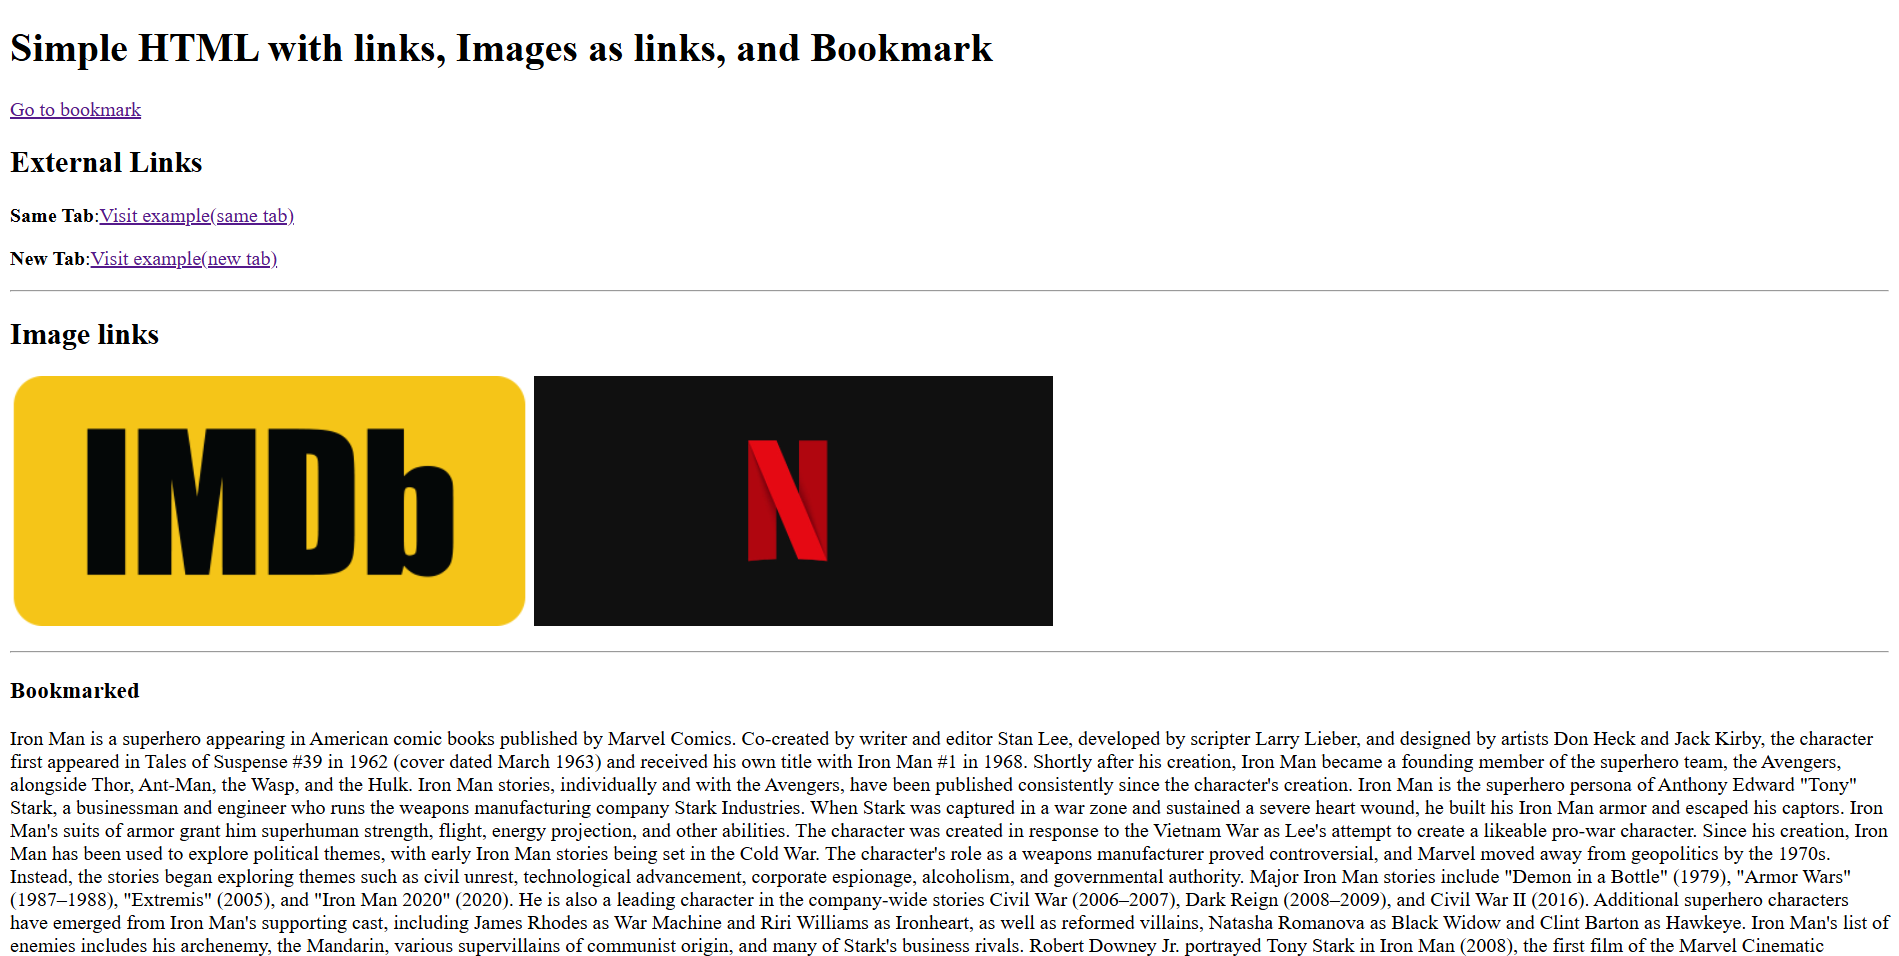 Simple HTML with links, Images as links, and Bookmark
Go to bookmark
External Links
Same Tab:Visit example(same tab)
New Tab:Visit example(new tab)
Image links
IMDb
N
Bookmarked
Iron Man is a superhero appearing in American comic books published by Marvel Comics. Co-created by writer and editor Stan Lee, developed by scripter Larry Lieber, and designed by artists Don Heck and Jack Kirby, the character
first appeared in Tales of Suspense #39 in 1962 (cover dated March 1963) and received his own title with Iron Man #1 in 1968. Shortly after his creation, Iron Man became a founding member of the superhero team, the Avengers,
alongside Thor, Ant-Man, the Wasp, and the Hulk. Iron Man stories, individually and with the Avengers, have been published consistently since the character's creation. Iron Man is the superhero persona of Anthony Edward "Tony"
Stark, a businessman and engineer who runs the weapons manufacturing company Stark Industries. When Stark was captured in a war zone and sustained a severe heart wound, he built his Iron Man armor and escaped his captors. Iron
Man's suits of armor grant him superhuman strength, flight, energy projection, and other abilities. The character was created in response to the Vietnam War as Lee's attempt to create a likeable pro-war character. Since his creation, Iron
Man has been used to explore political themes, with early Iron Man stories being set in the Cold War. The character's role as a weapons manufacturer proved controversial, and Marvel moved away from geopolitics by the 1970s.
Instead, the stories began exploring themes such as civil unrest, technological advancement, corporate espionage, alcoholism, and governmental authority. Major Iron Man stories include "Demon in a Bottle" (1979), "Armor Wars"
(1987–1988), "Extremis" (2005), and "Iron Man 2020" (2020). He is also a leading character in the company-wide stories Civil War (2006–2007), Dark Reign (2008–2009), and Civil War II (2016). Additional superhero characters
have emerged from Iron Man's supporting cast, including James Rhodes as War Machine and Riri Williams as Ironheart, as well as reformed villains, Natasha Romanova as Black Widow and Clint Barton as Hawkeye. Iron Man's list of
enemies includes his archenemy, the Mandarin, various supervillains of communist origin, and many of Stark's business rivals. Robert Downey Jr. portrayed Tony Stark in Iron Man (2008), the first film of the Marvel Cinematic